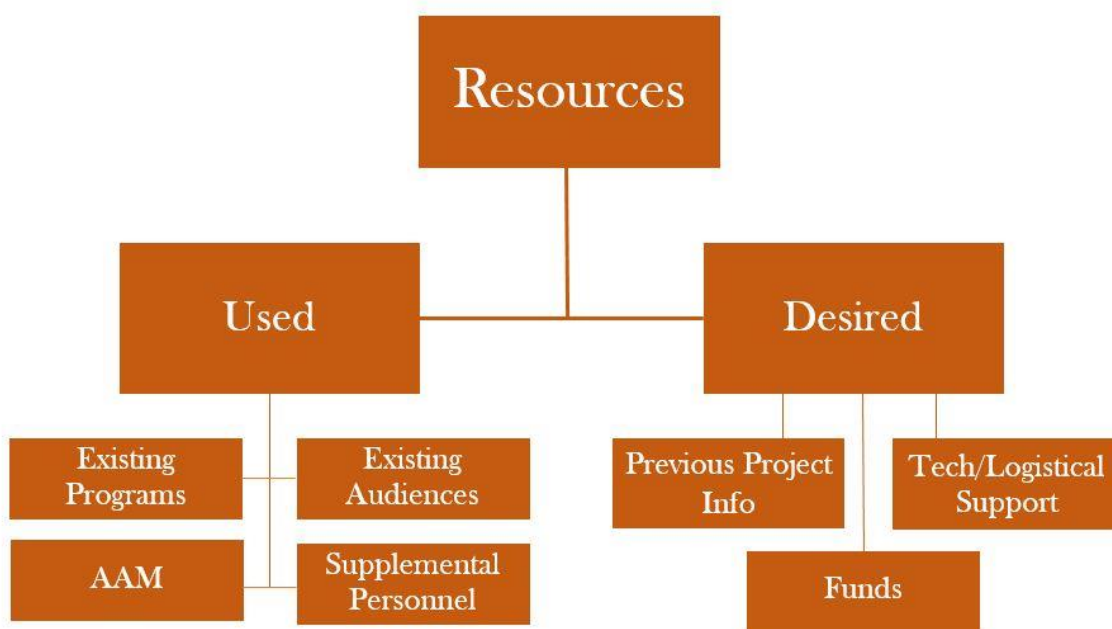 Resources
Used
Desired
Existing
Programs
Existing
Audiences
AAM
Supplemental
Personnel
Previous Project
Info
Tech/Logistical
Support
Funds